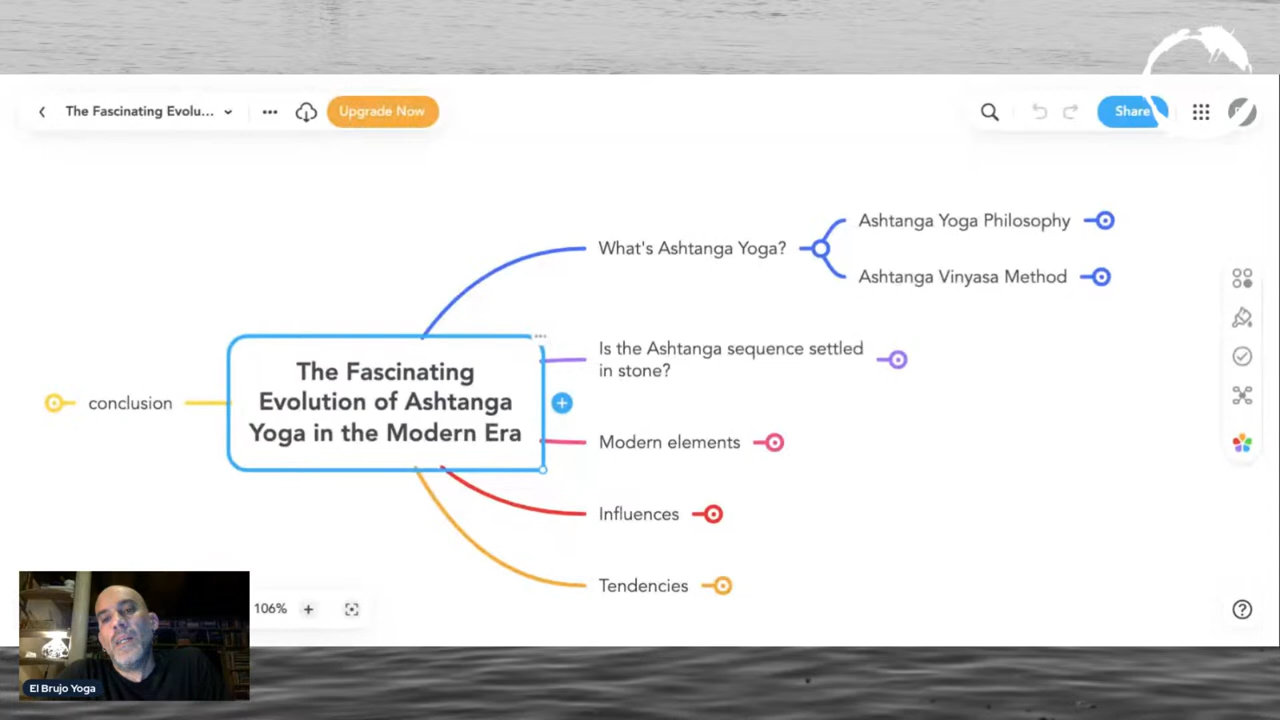 The Fascinating Evolu...
Upgrade Now
Share
What's Ashtanga Yoga?
Ashtanga Yoga Philosophy
Ashtanga Vinyasa Method
Is the Ashtanga sequence settled
in stone?
The Fascinating
Evolution of Ashtanga
Yoga in the Modern Era
conclusion
Modern elements
Influences
Tendencies
106%
El Brujo Yoga